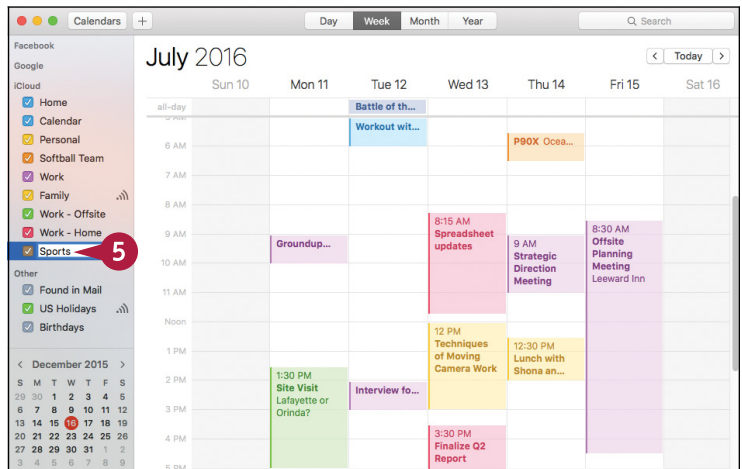 Calendars
+
Day
Week
Month
Year
Search
Facebook
Google
iCloud
Home
Calendar
Personal
Softball Team
Work
Family
Work - Offsite
Work - Home
Sports
5
Other
Found in Mail
US Holidays
Birthdays
< December 2015 >
S M T W T F S
29 30 1 2 3 4 5
6 7 8 9 10 11 12
13 14 15 16 17 18 19
20 21 22 23 24 25 26
27 28 29 30 31 1 2
3 4 5 6 7 8 9
July 2016
< Today >
Sun 10
Mon 11
Tue 12
Wed 13
Thu 14
Fri 15
Sat 16
all-day
Battle of th...
6 AM
7 AM
8 AM
9 AM
10 AM
11 AM
Noon
1 PM
2 PM
3 PM
4 PM
5 PM
Groundup...
1:30 PM
Site Visit
Lafayette or
Orinda?
Workout wit...
Interview fo...
8:15 AM
Spreadsheet
updates
12 PM
Techniques
of Moving
Camera Work
3:30 PM
Finalize Q2
Report
P90X Ocea...
9 AM
Strategic
Direction
Meeting
12:30 PM
Lunch with
Shona an...
8:30 AM
Offsite
Planning
Meeting
Leeward Inn